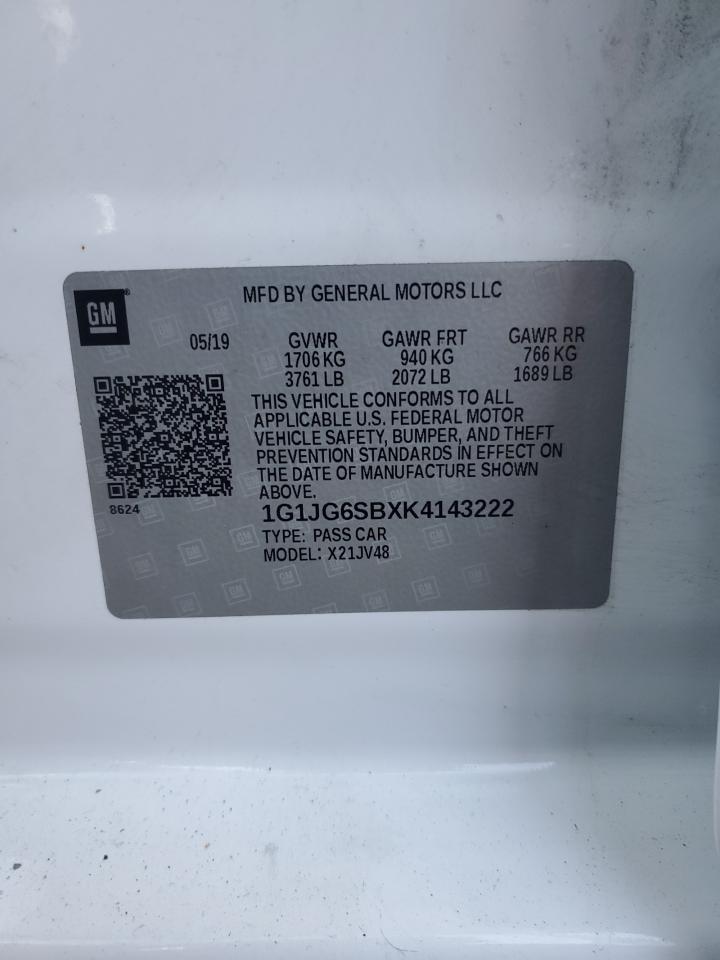 GM
®
MFD BY GENERAL MOTORS LLC
05/19 GVWR GAWR FRT GAWR RR
1706 KG 940 KG 766 KG
3761 LB 2072 LB 1689 LB
THIS VEHICLE CONFORMS TO ALL
APPLICABLE U.S. FEDERAL MOTOR
VEHICLE SAFETY, BUMPER, AND THEFT
PREVENTION STANDARDS IN EFFECT ON
THE DATE OF MANUFACTURE SHOWN
ABOVE.
8624
1G1JG6SBXK4143222
TYPE: PASS CAR
MODEL: X21JV48